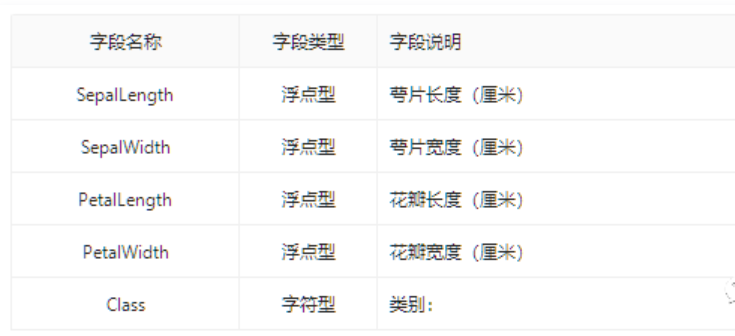 字段名称 字段类型 字段说明
SepalLength 浮点型 萼片长度（厘米）
SepalWidth 浮点型 萼片宽度（厘米）
PetalLength 浮点型 花瓣长度（厘米）
PetalWidth 浮点型 花瓣宽度（厘米）
Class 字符型 类别：